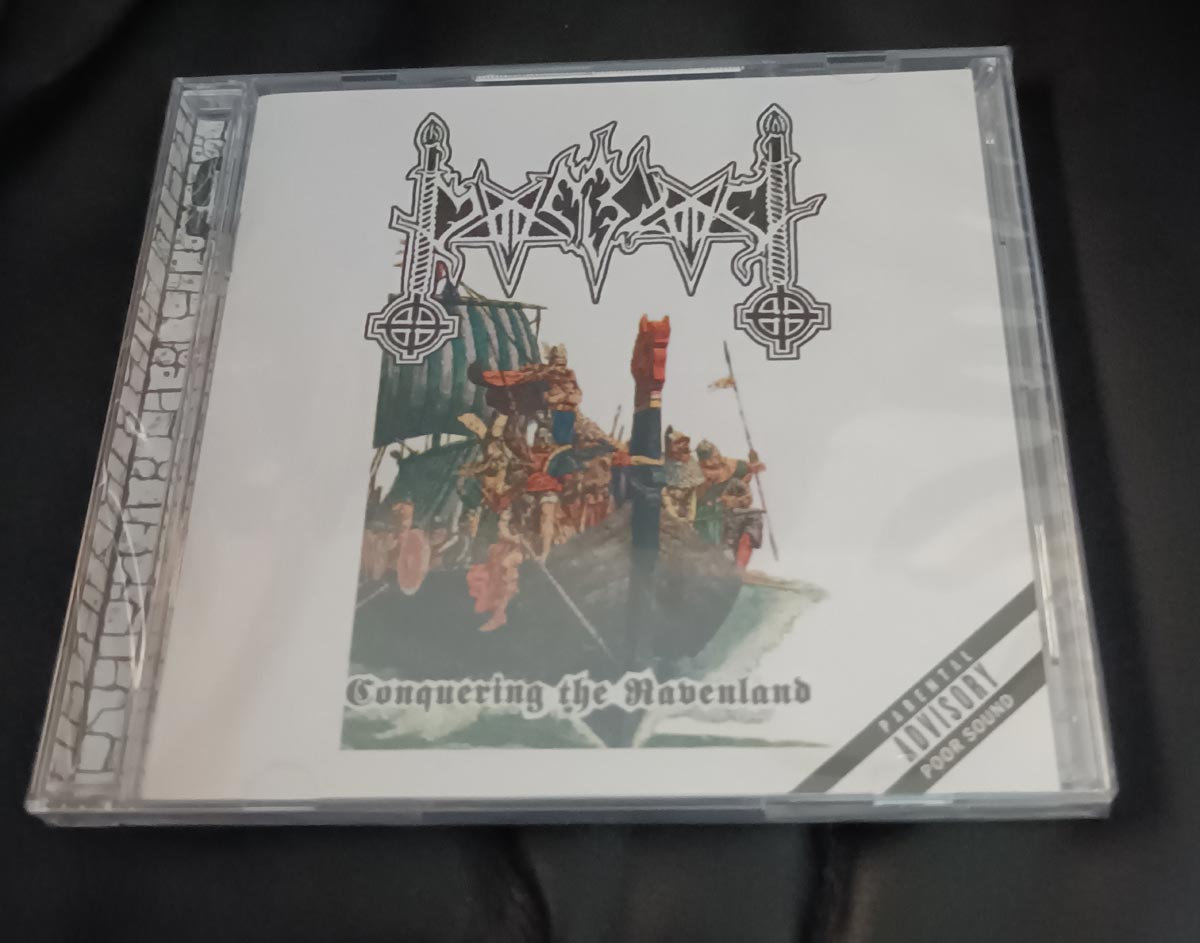 Conquering the Ravenland
PARENTAL
ADVISORY
POOR SOUND